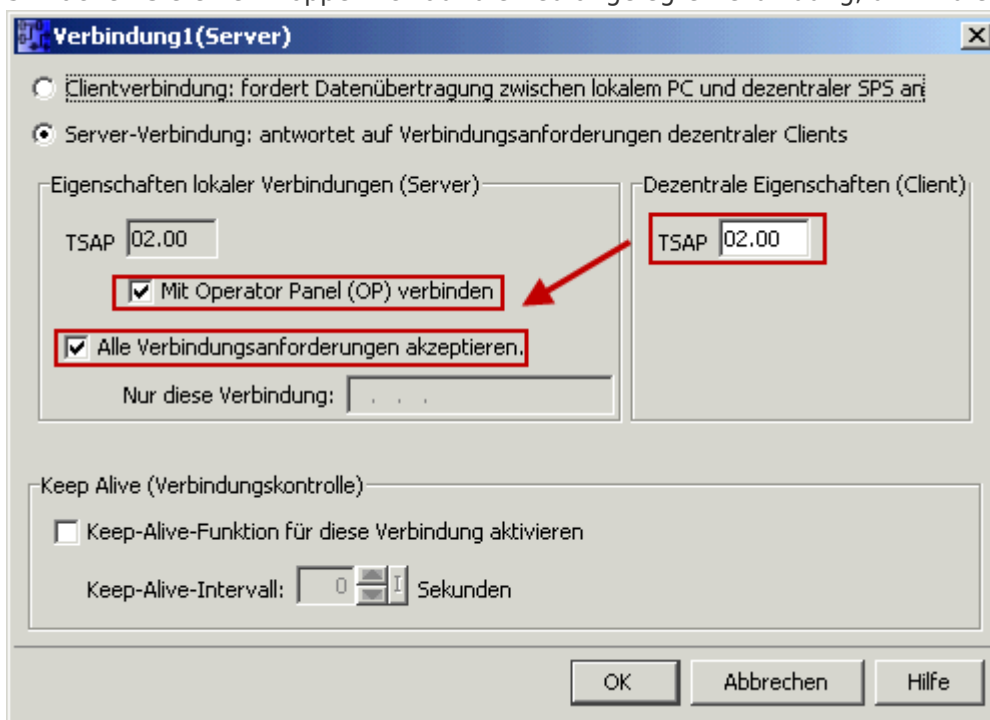 Verbindung1(Server)
Clientverbindung: fordert Datenübertragung zwischen lokalem PC und dezentraler SPS an
Server-Verbindung: antwortet auf Verbindungsanforderungen dezentraler Clients
Eigenschaften lokaler Verbindungen (Server)
TSAP 02.00
Mit Operator Panel (OP) verbinden
Alle Verbindungsanforderungen akzeptieren.
Nur diese Verbindung: . . .
Dezentrale Eigenschaften (Client)
TSAP 02.00
Keep Alive (Verbindungskontrolle)
Keep-Alive-Funktion für diese Verbindung aktivieren
Keep-Alive-Intervall: 0 I Sekunden
OK Abbrechen Hilfe